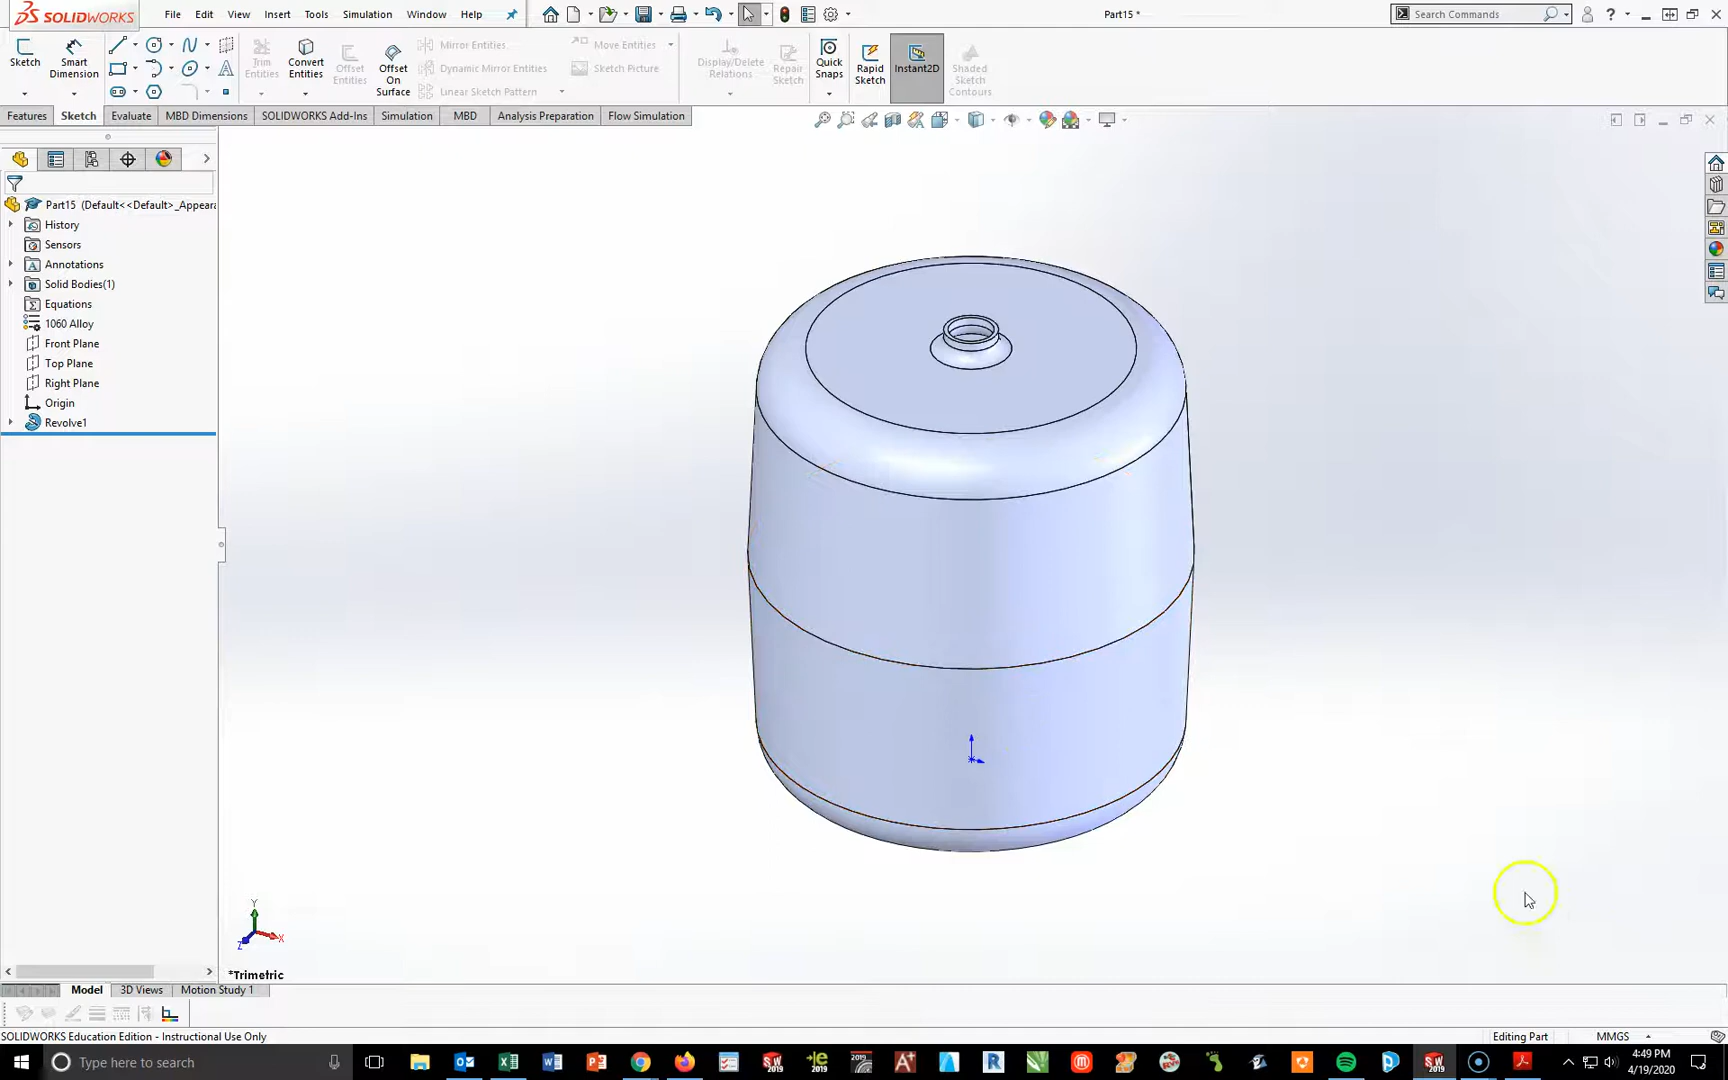 SOLIDWORKS File Edit View Insert Tools Simulation Window Help Part15 * Search Commands
Sketch Smart Dimension Trim Entities Convert Entities Offset Entities Offset On Surface Mirror Entities Move Entities Display/Delete Relations Repair Sketch Quick Snaps Rapid Sketch Instant2D Shaded Sketch Contours
Dynamic Mirror Entities Sketch Picture
Linear Sketch Pattern
Features Sketch Evaluate MBD Dimensions SOLIDWORKS Add-Ins Simulation MBD Analysis Preparation Flow Simulation
Part15 (Default<<Default>_Appeara
History
Sensors
Annotations
Solid Bodies(1)
Equations
1060 Alloy
Front Plane
Top Plane
Right Plane
Origin
Revolve1
Y
Z X
*Trimetric
Model 3D Views Motion Study 1
SOLIDWORKS Education Edition - Instructional Use Only Editing Part MMGS
Type here to search 4:49 PM
4/19/2020